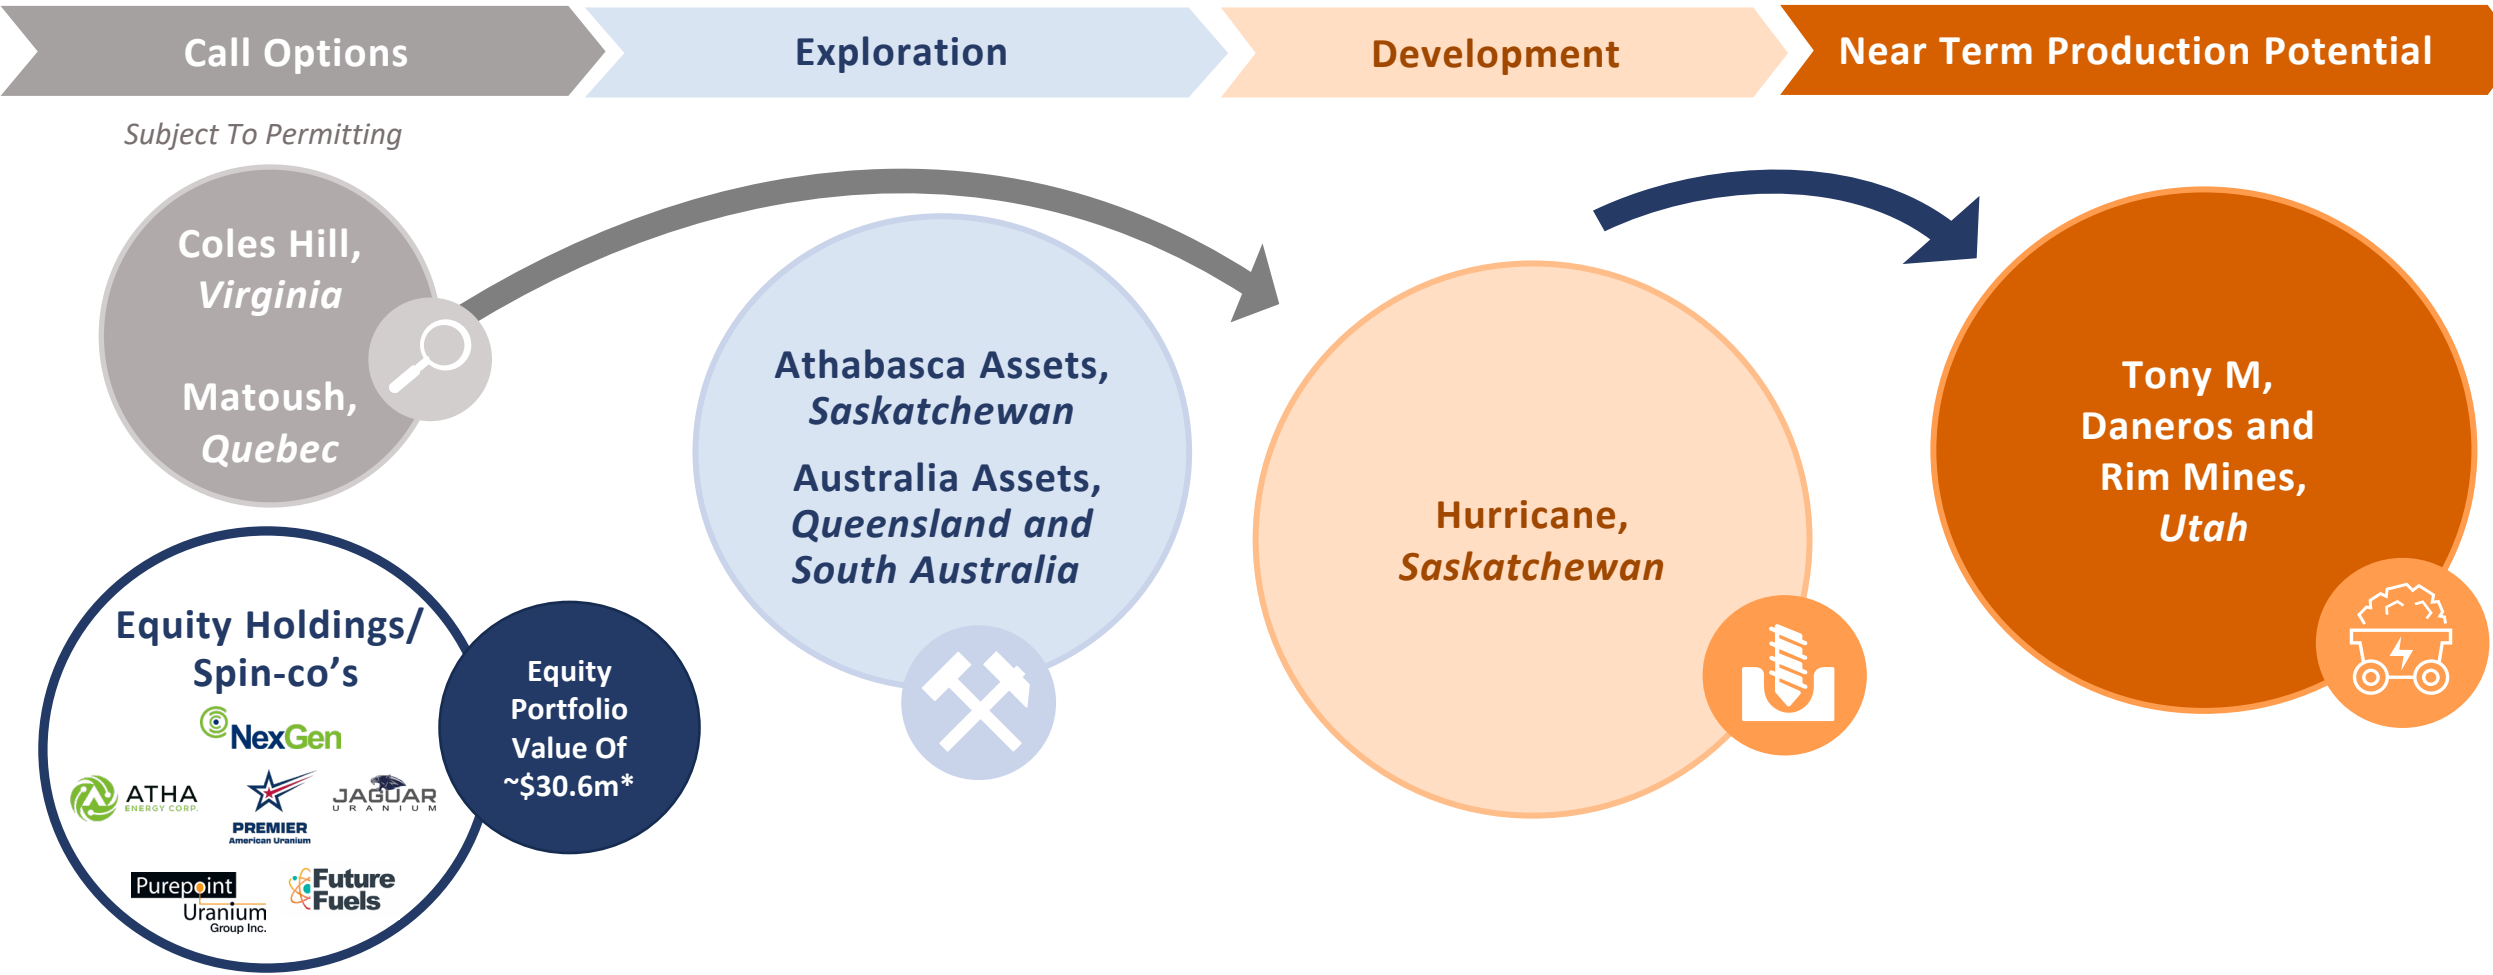 Call Options
Exploration
Development
Near Term Production Potential
Subject To Permitting
Coles Hill,
Virginia
Matoush,
Quebec
Athabasca Assets,
Saskatchewan
Australia Assets,
Queensland and
South Australia
Hurricane,
Saskatchewan
Tony M,
Daneros and
Rim Mines,
Utah
Equity Holdings/
Spin-co’s
NexGen
ATHA
ENERGY CORP.
PREMIER
American Uranium
JAGUAR
URANIUM
Purepoint
Uranium
Group Inc.
Future
Fuels
Equity
Portfolio
Value Of
~$30.6m*